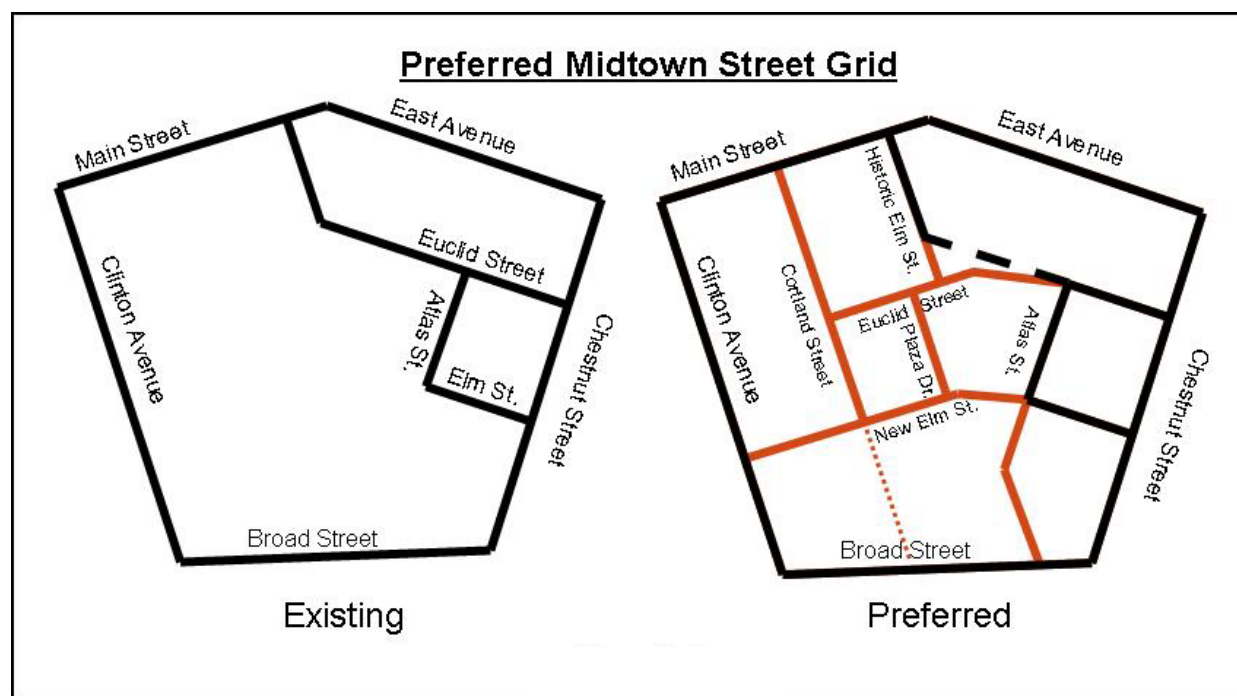 Preferred Midtown Street Grid
Main Street
East Avenue
Euclid Street
Atlas St.
Elm St.
Clinton Avenue
Chestnut Street
Broad Street
Existing
Main Street
East Avenue
Historic Elm St.
Cortland Street
Euclid Street
Plaza Dr.
Atlas St.
New Elm St.
Clinton Avenue
Chestnut Street
Broad Street
Preferred